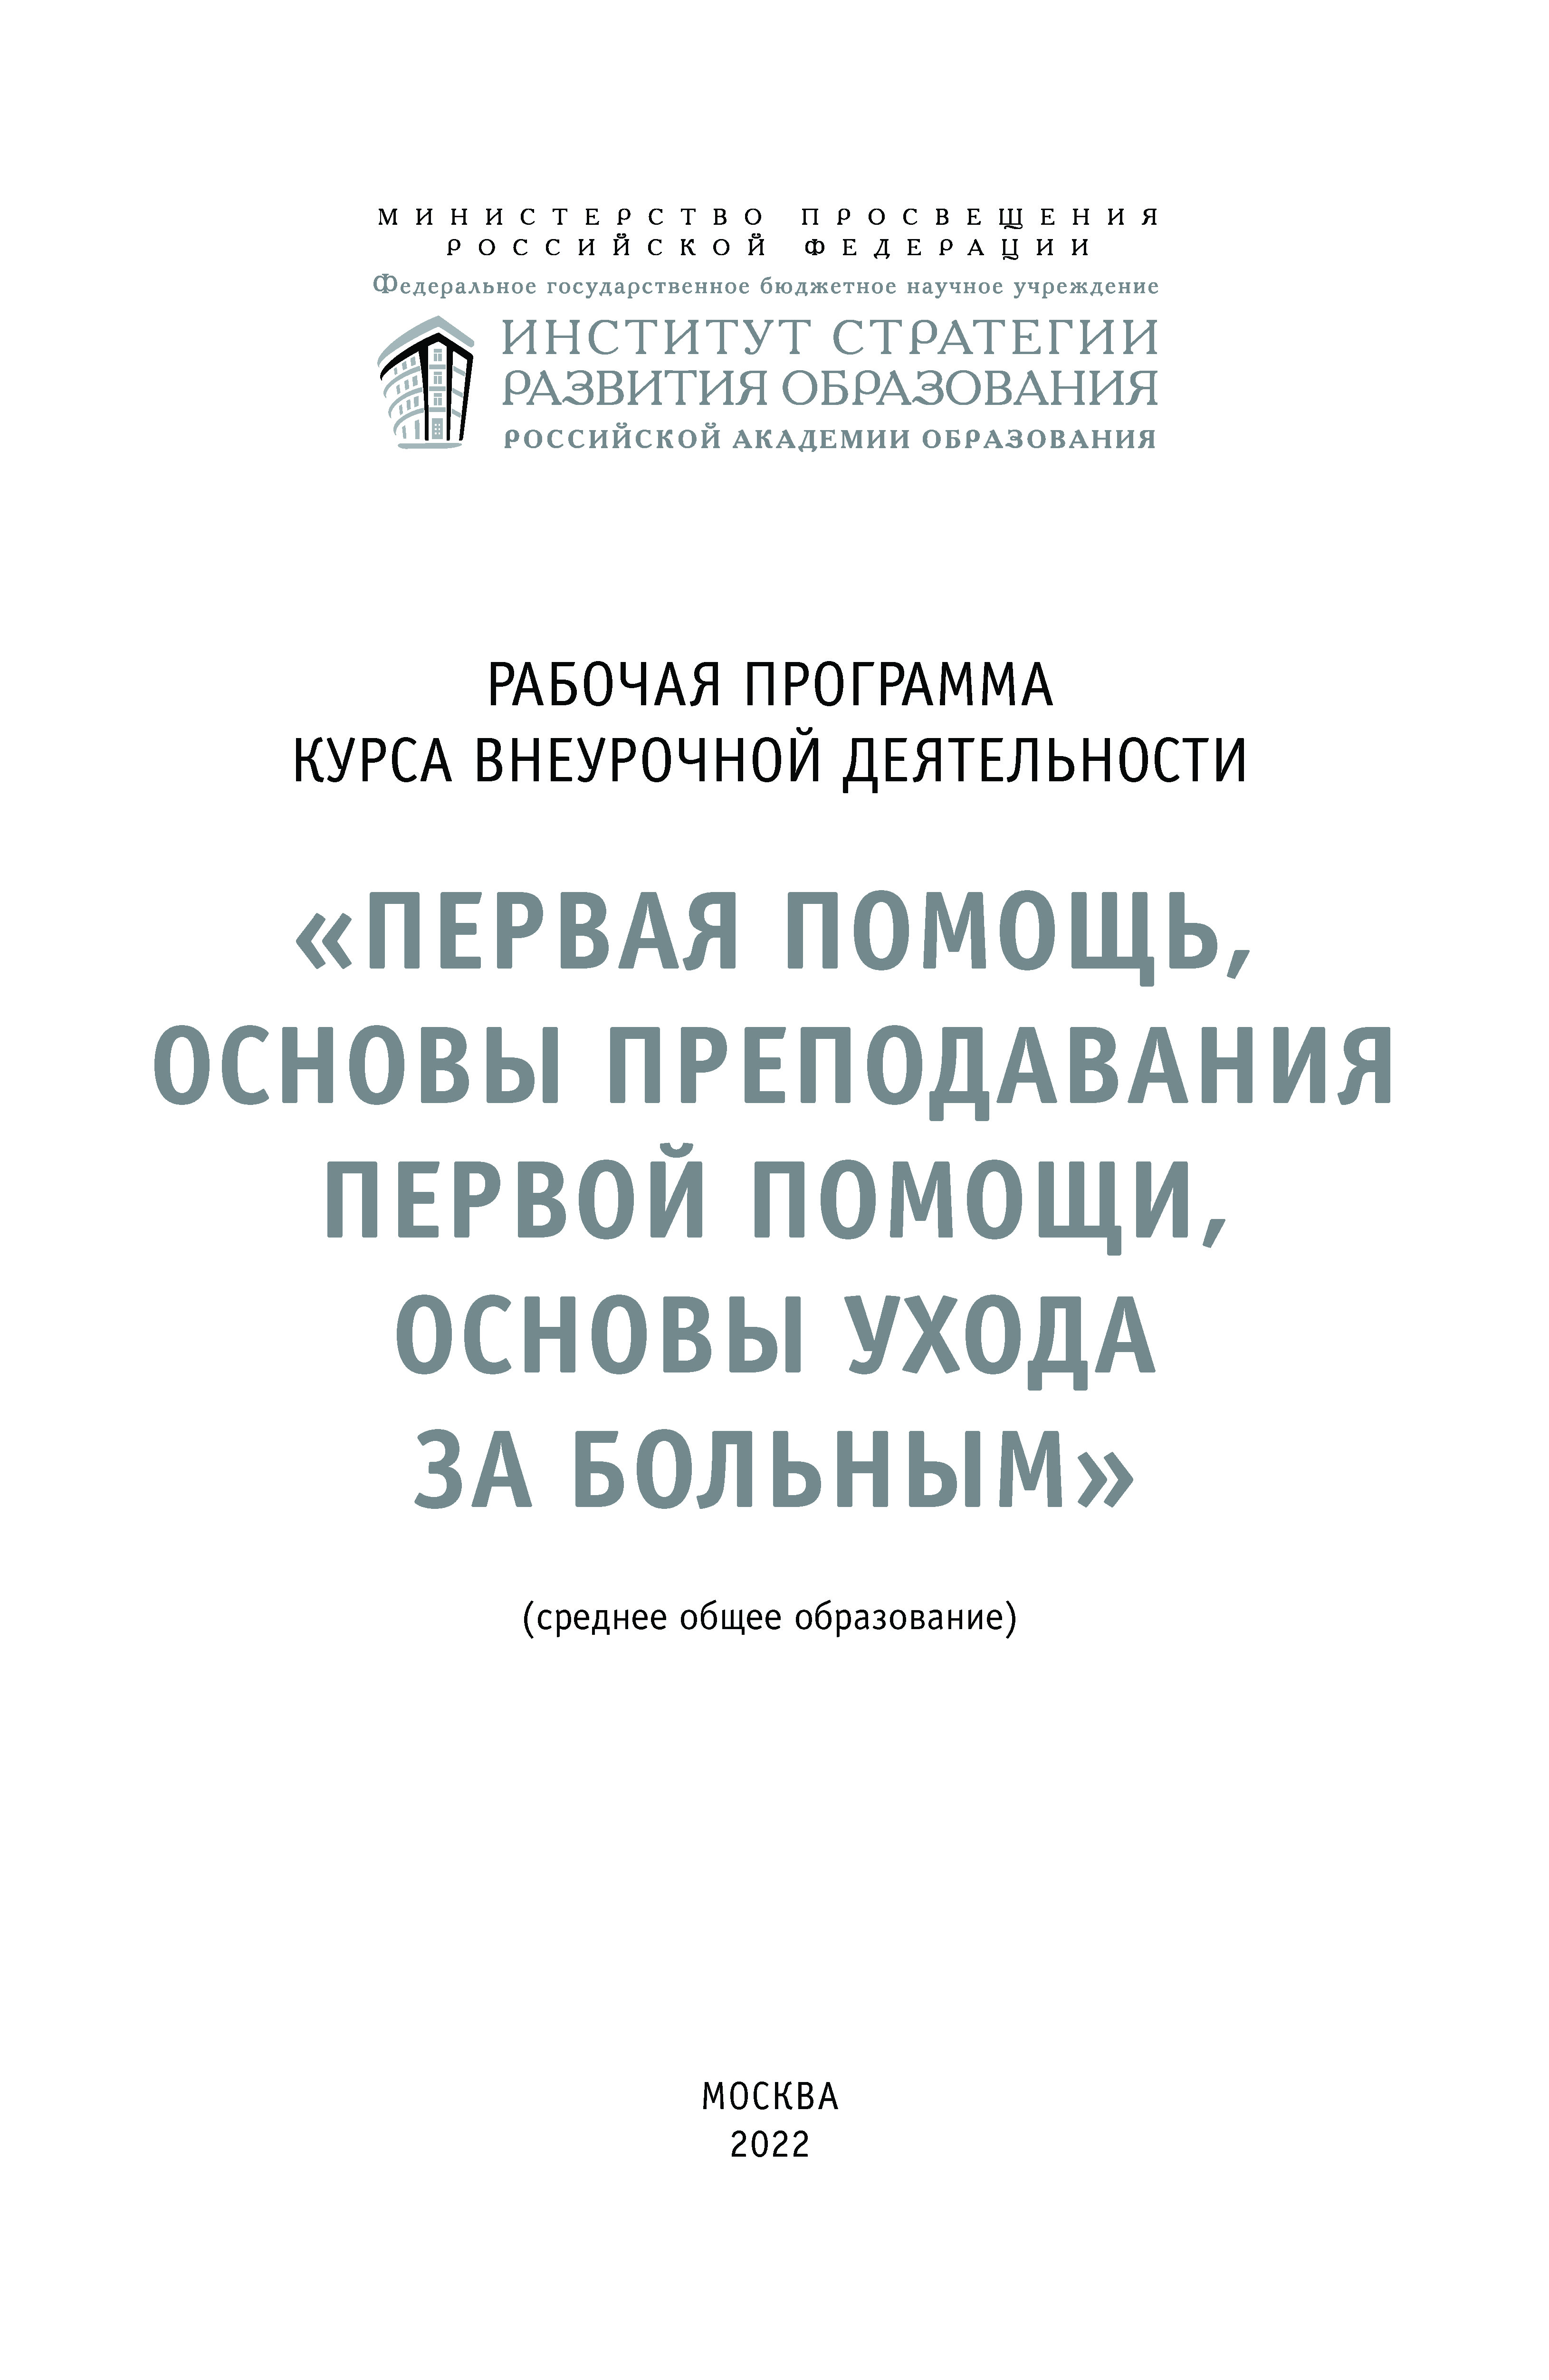 МИНИСТЕРСТВО ПРОСВЕЩЕНИЯ
РОССИЙСКОЙ ФЕДЕРАЦИИ
Федеральное государственное бюджетное научное учреждение
ИНСТИТУТ СТРАТЕГИИ
РАЗВИТИЯ ОБРАЗОВАНИЯ
РОССИЙСКОЙ АКАДЕМИИ ОБРАЗОВАНИЯ
РАБОЧАЯ ПРОГРАММА
КУРСА ВНЕУРОЧНОЙ ДЕЯТЕЛЬНОСТИ
«ПЕРВАЯ ПОМОЩЬ,
ОСНОВЫ ПРЕПОДАВАНИЯ
ПЕРВОЙ ПОМОЩИ,
ОСНОВЫ УХОДА
ЗА БОЛЬНЫМ»
(среднее общее образование)
МОСКВА
2022